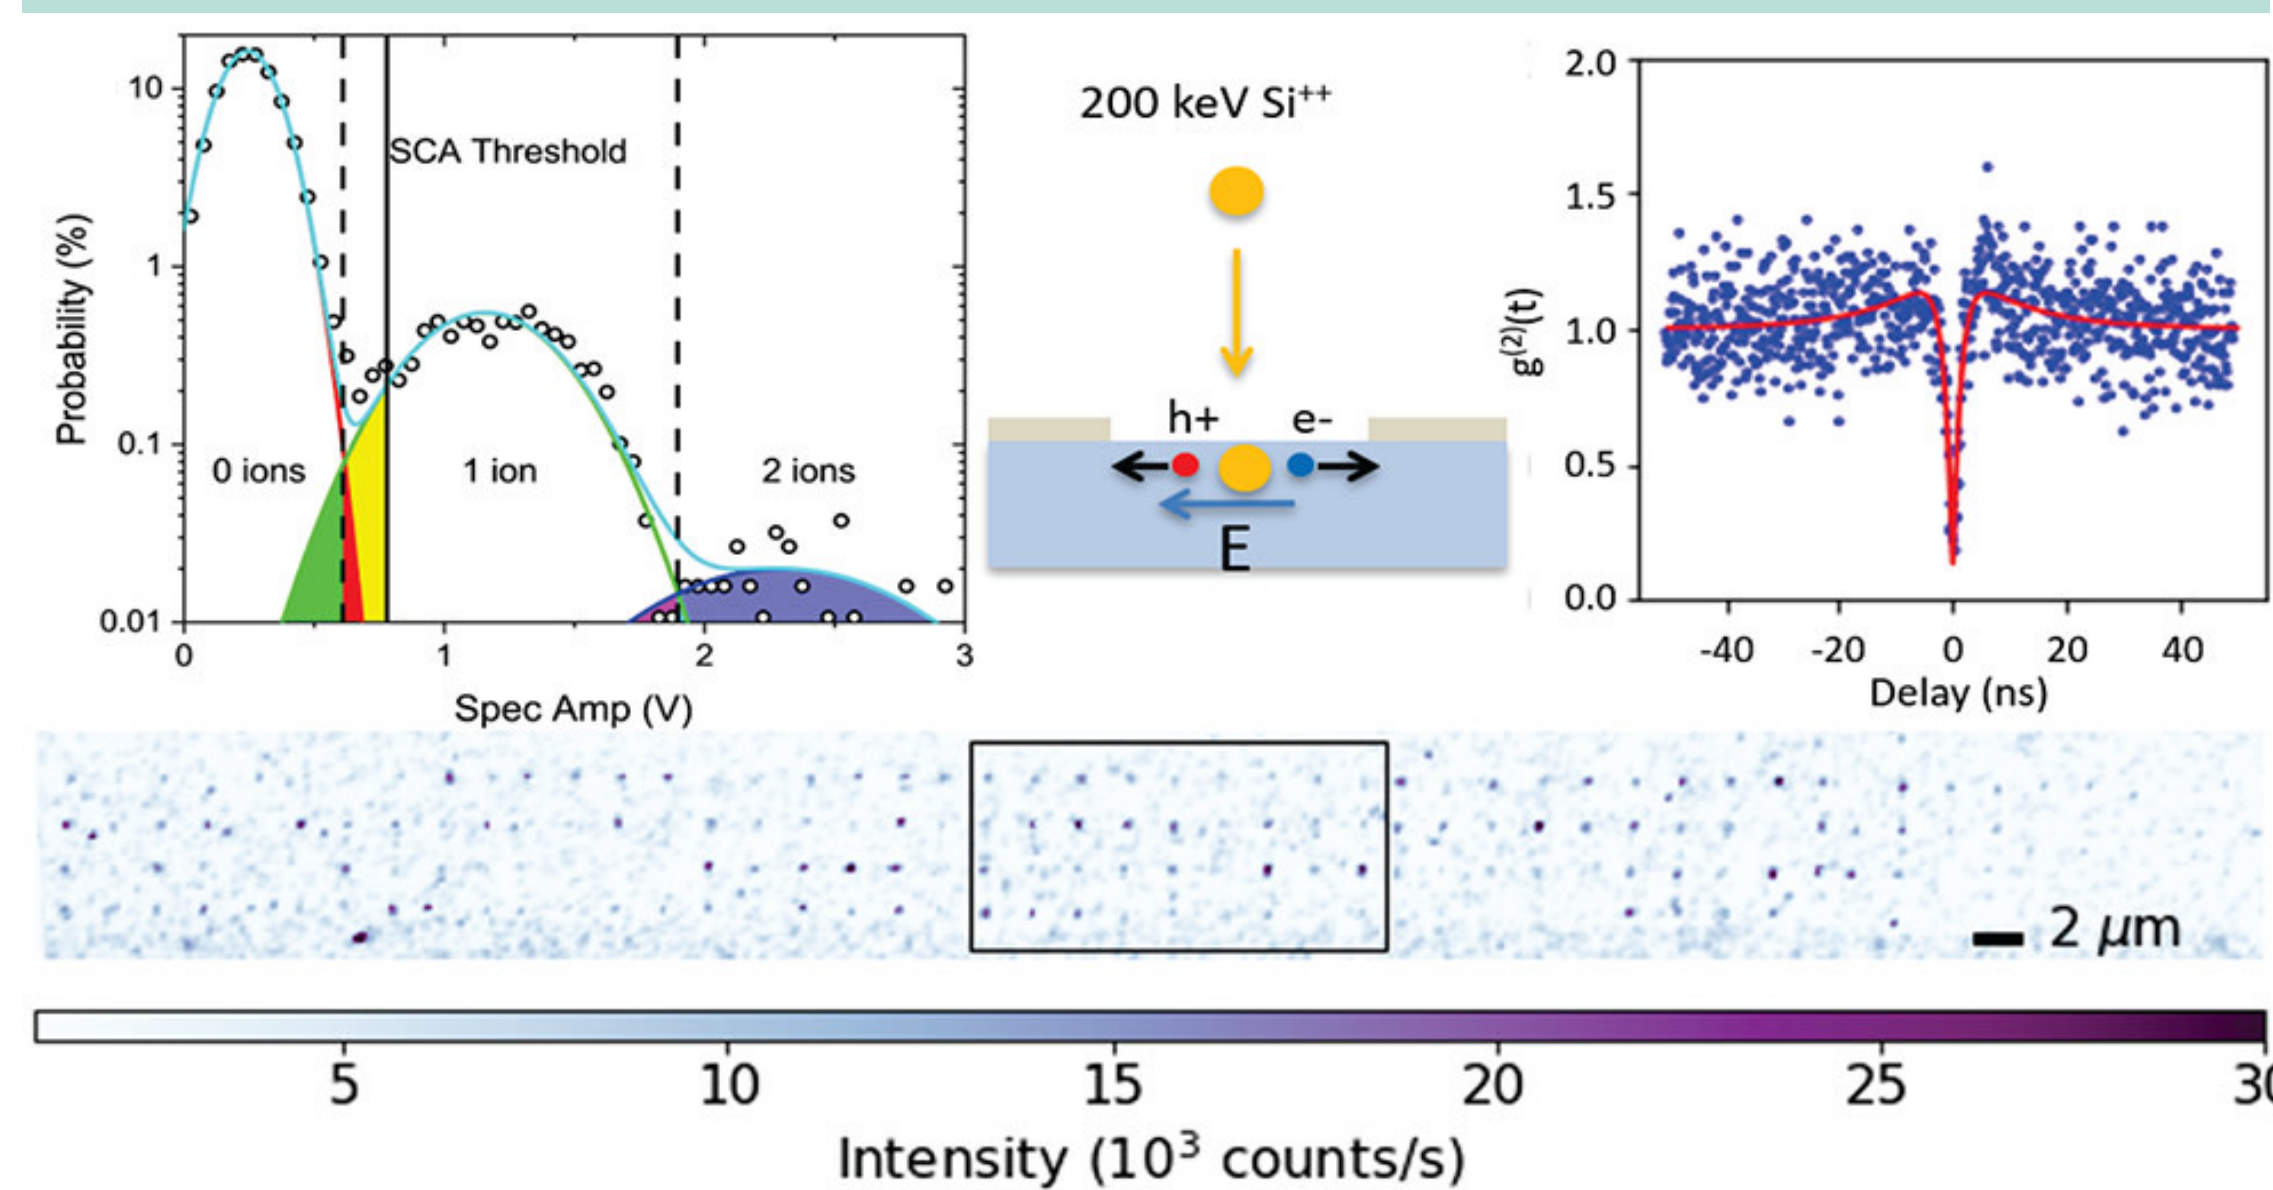 10
1
0.1
0.01
Probability (%)
SCA Threshold
0 ions
1 ion
2 ions
0
1
2
3
Spec Amp (V)
200 keV Si⁺⁺
h+
e-
E
2.0
1.5
1.0
0.5
0.0
g⁽²⁾(t)
-40
-20
0
20
40
Delay (ns)
2 μm
5
10
15
20
25
30
Intensity (10³ counts/s)